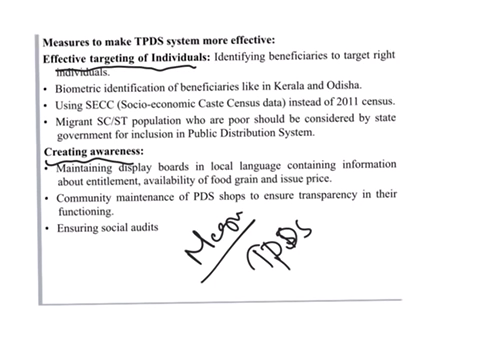 Measures to make TPDS system more effective:
Effective targeting of Individuals: Identifying beneficiaries to target right
individuals.
• Biometric identification of beneficiaries like in Kerala and Odisha.
• Using SECC (Socio-economic Caste Census data) instead of 2011 census.
• Migrant SC/ST population who are poor should be considered by state
government for inclusion in Public Distribution System.
Creating awareness:
• Maintaining display boards in local language containing information
about entitlement, availability of food grain and issue price.
• Community maintenance of PDS shops to ensure transparency in their
functioning.
• Ensuring social audits
TPDS